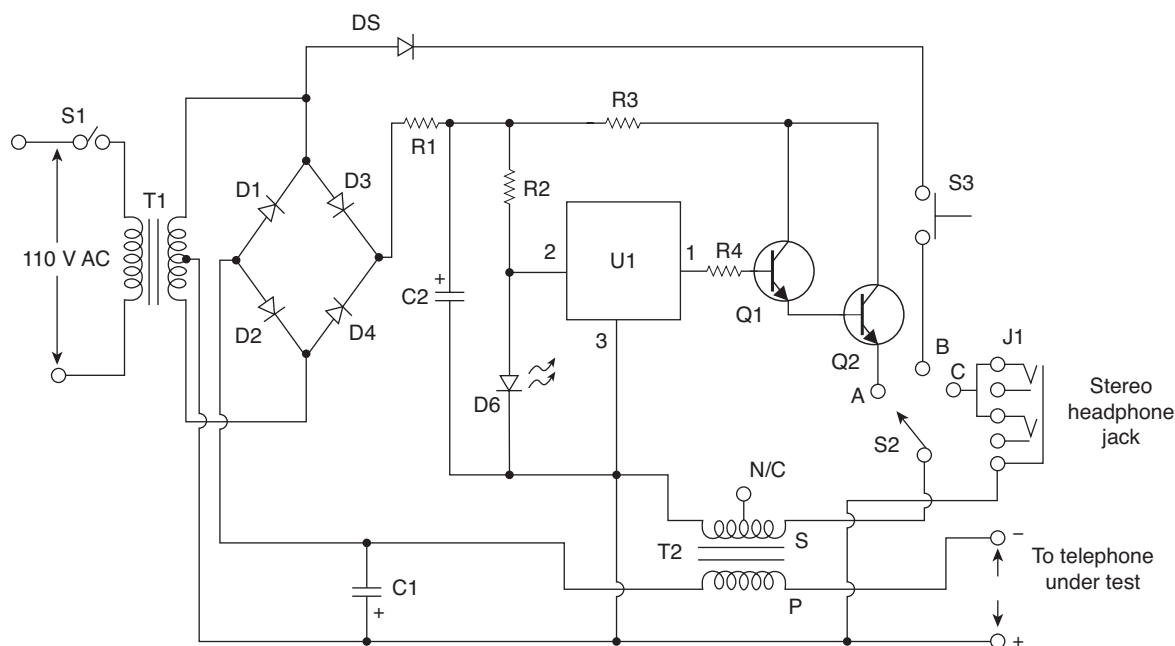 DS
S1
R3
R1
D1
D3
R2
S3
T1
110 V AC
2
U1
1
R4
+
C2
D2
D4
3
Q1
Q2
B
J1
C
A
D6
Stereo
headphone
jack
S2
N/C
S
T2
–
To telephone
under test
C1
+
P
+